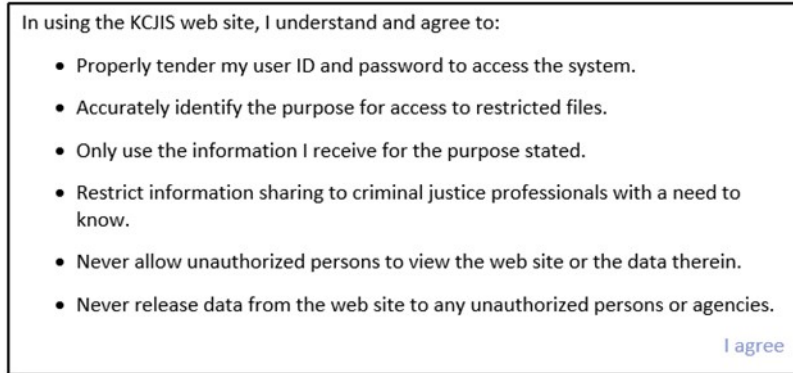 In using the KCJIS web site, I understand and agree to:
• Properly tender my user ID and password to access the system.
• Accurately identify the purpose for access to restricted files.
• Only use the information I receive for the purpose stated.
• Restrict information sharing to criminal justice professionals with a need to
know.
• Never allow unauthorized persons to view the web site or the data therein.
• Never release data from the web site to any unauthorized persons or agencies.
I agree